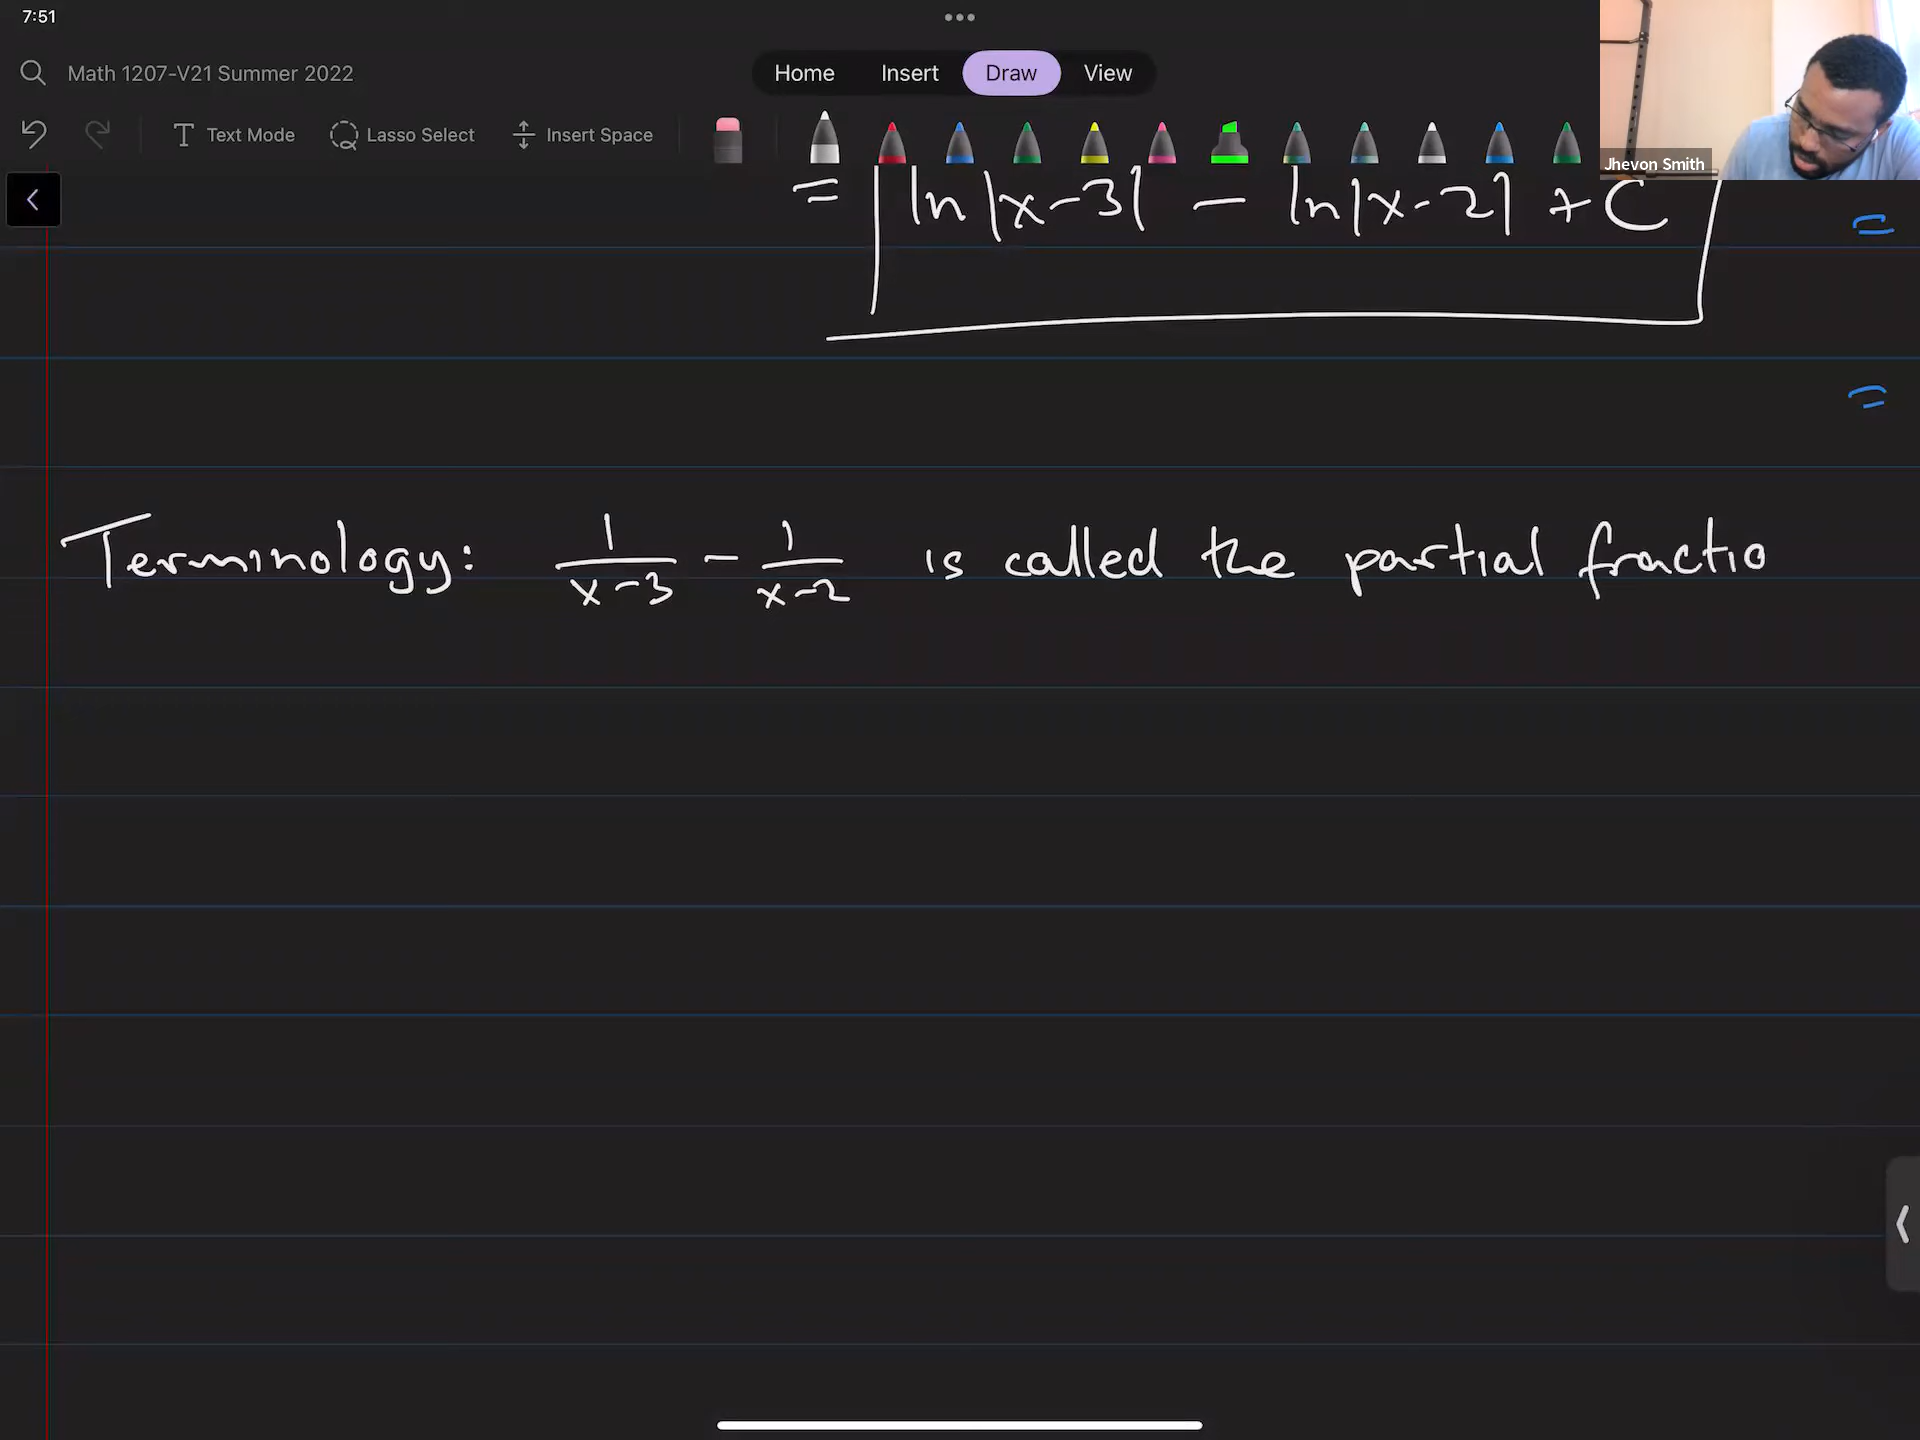 7:51
Math 1207-V21 Summer 2022
Home Insert Draw View
Text Mode Lasso Select Insert Space
Jhevon Smith
= ln|x-3| - ln|x-2| + C
=
=
Terminology: 1/(x-3) - 1/(x-2) is called the partial fractio